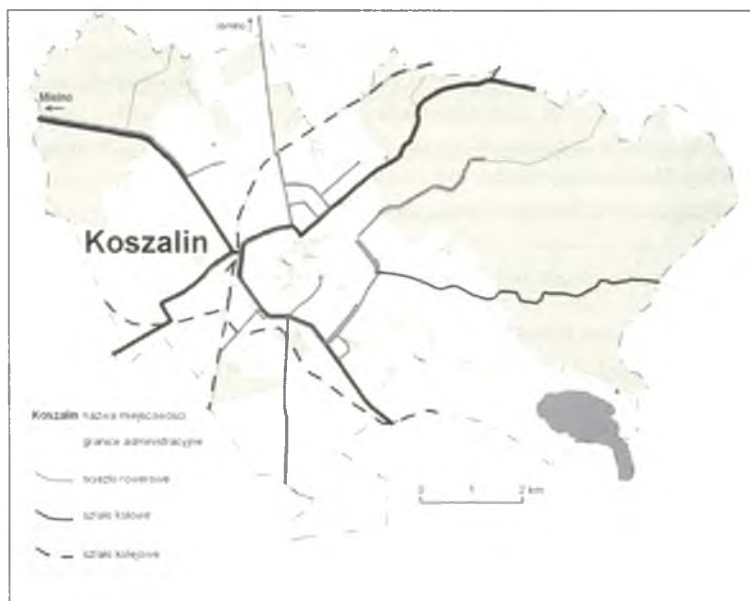 Mielno
Koszalin
Koszalin nazwa miejscowości
granice administracyjne
ścieżki rowerowe
szlaki kołowe
szlaki kolejowe
0 1 2 km